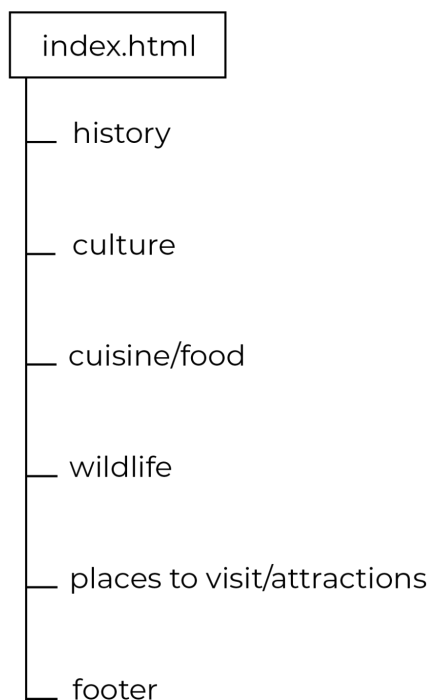 index.html
history
culture
cuisine/food
wildlife
places to visit/attractions
footer